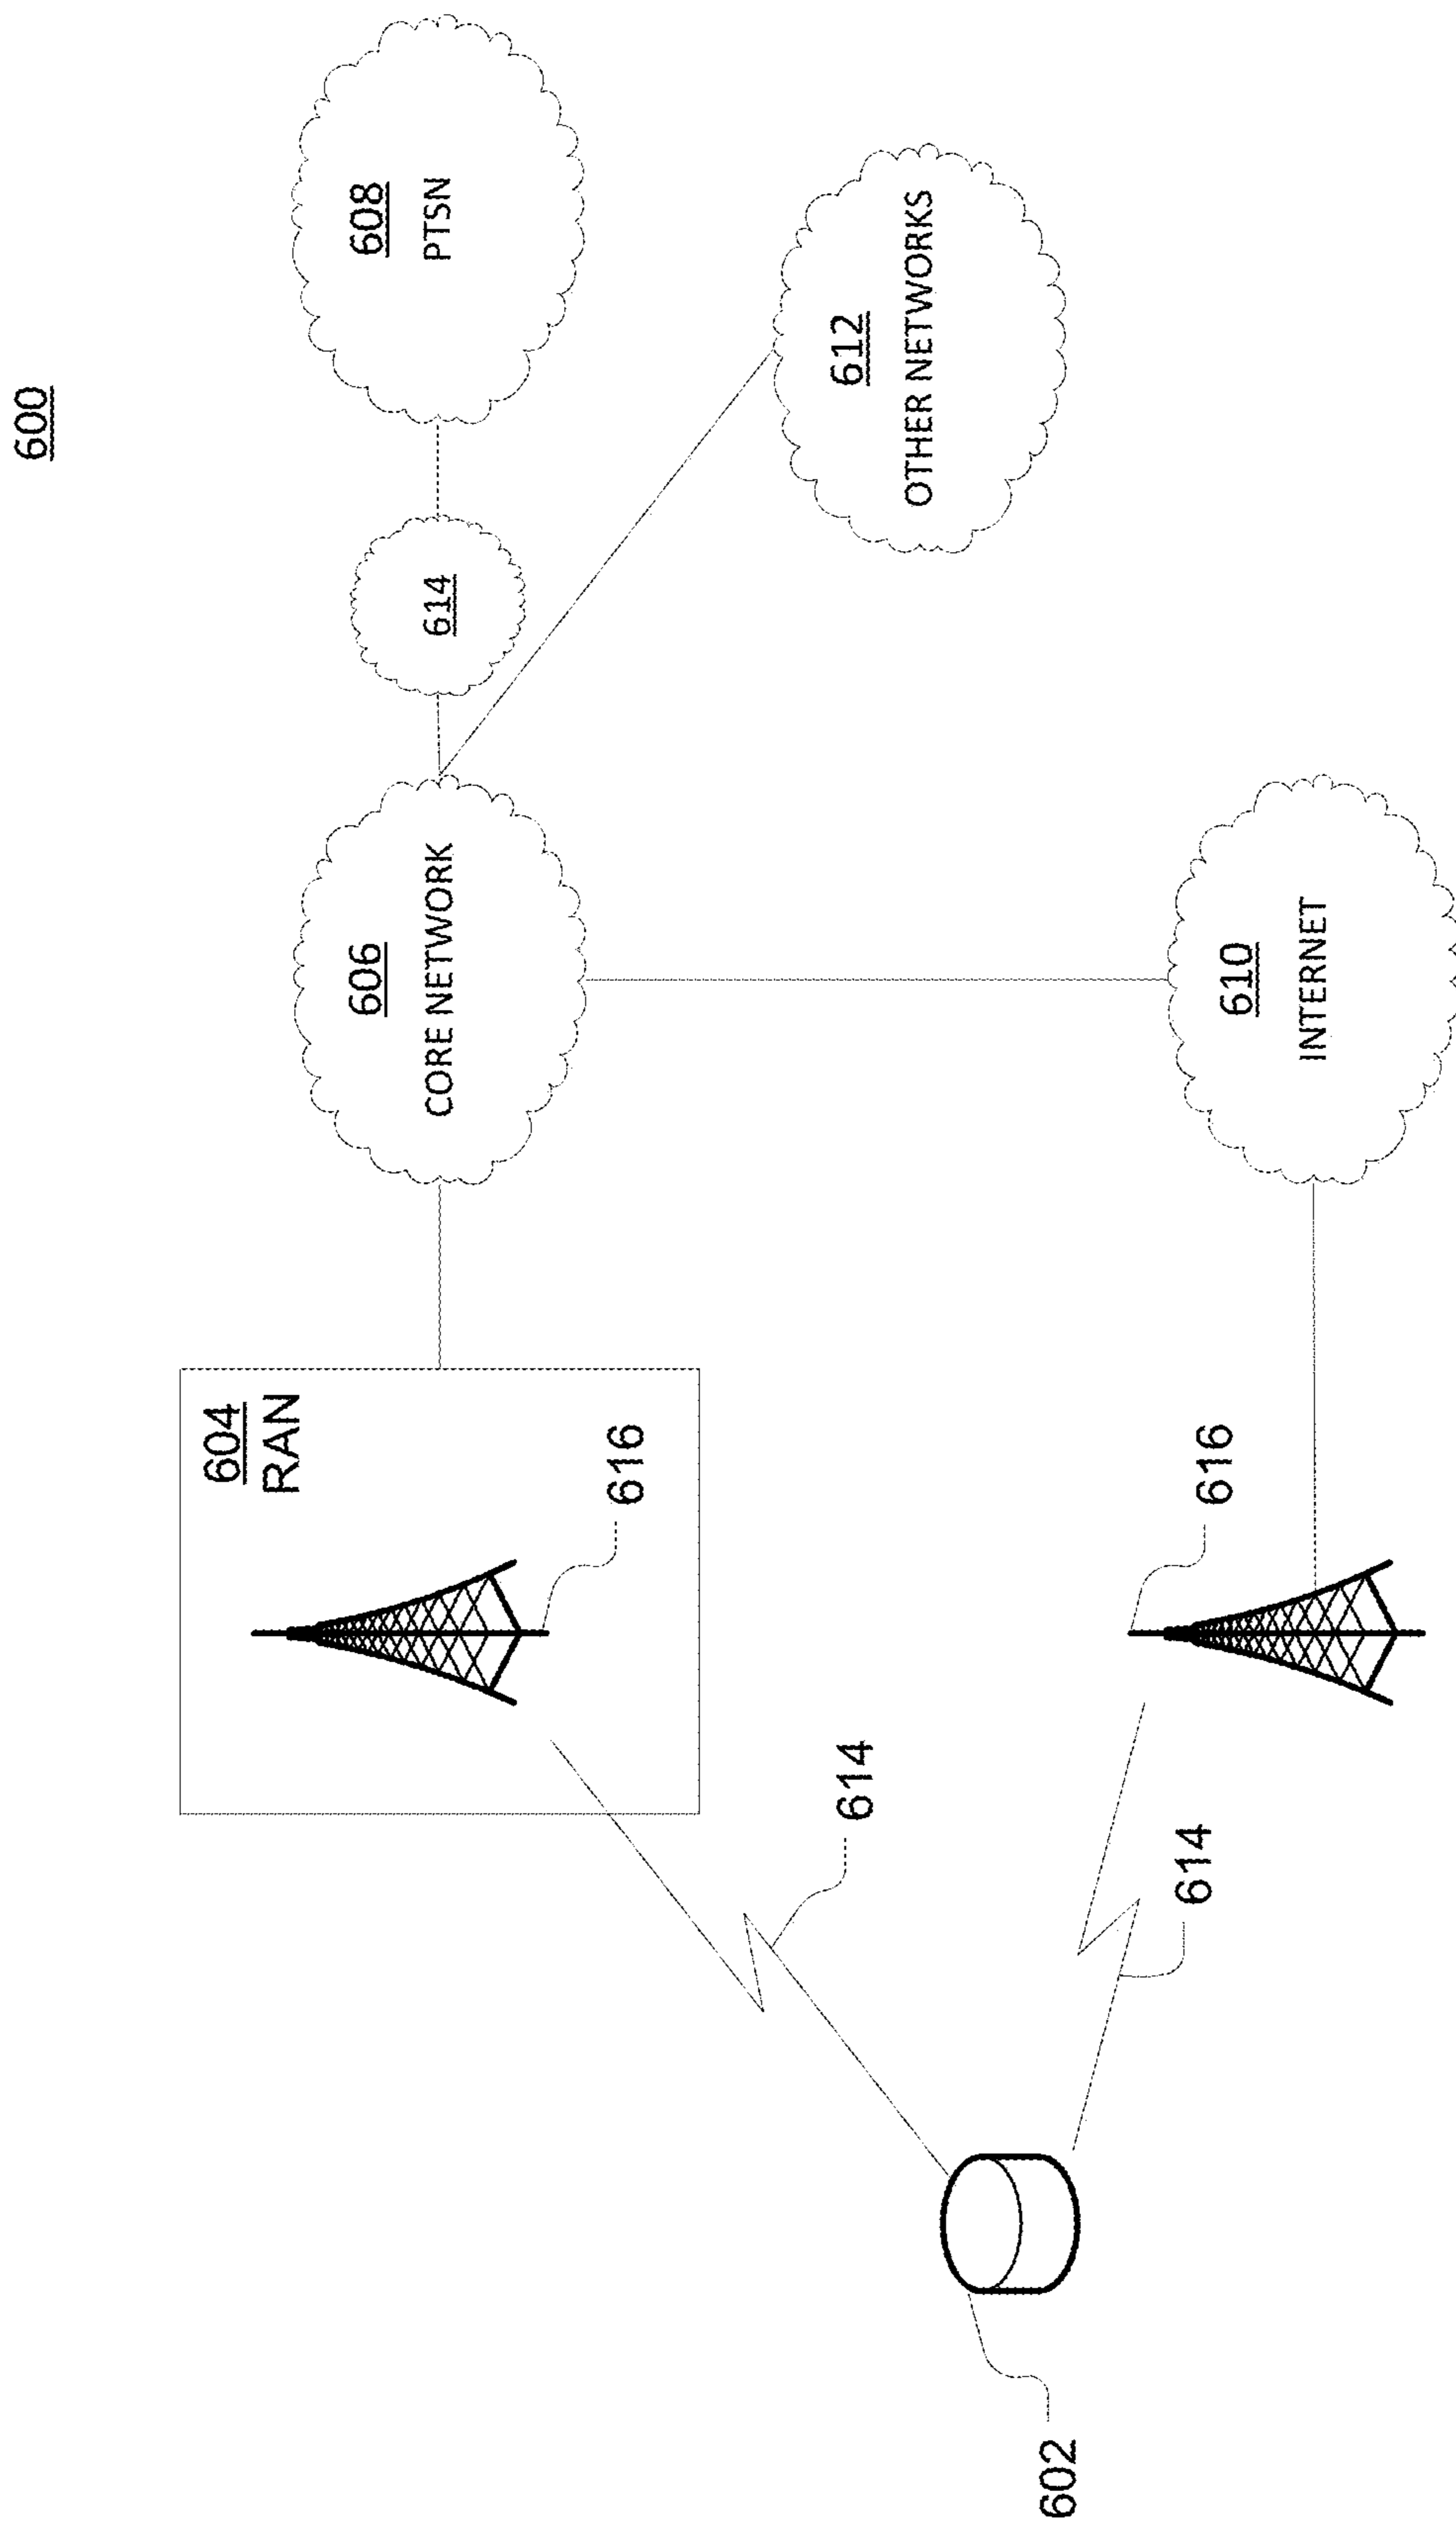 600
604
RAN
616
606
CORE NETWORK
614
608
PTSN
612
OTHER NETWORKS
614
602
614
616
610
INTERNET